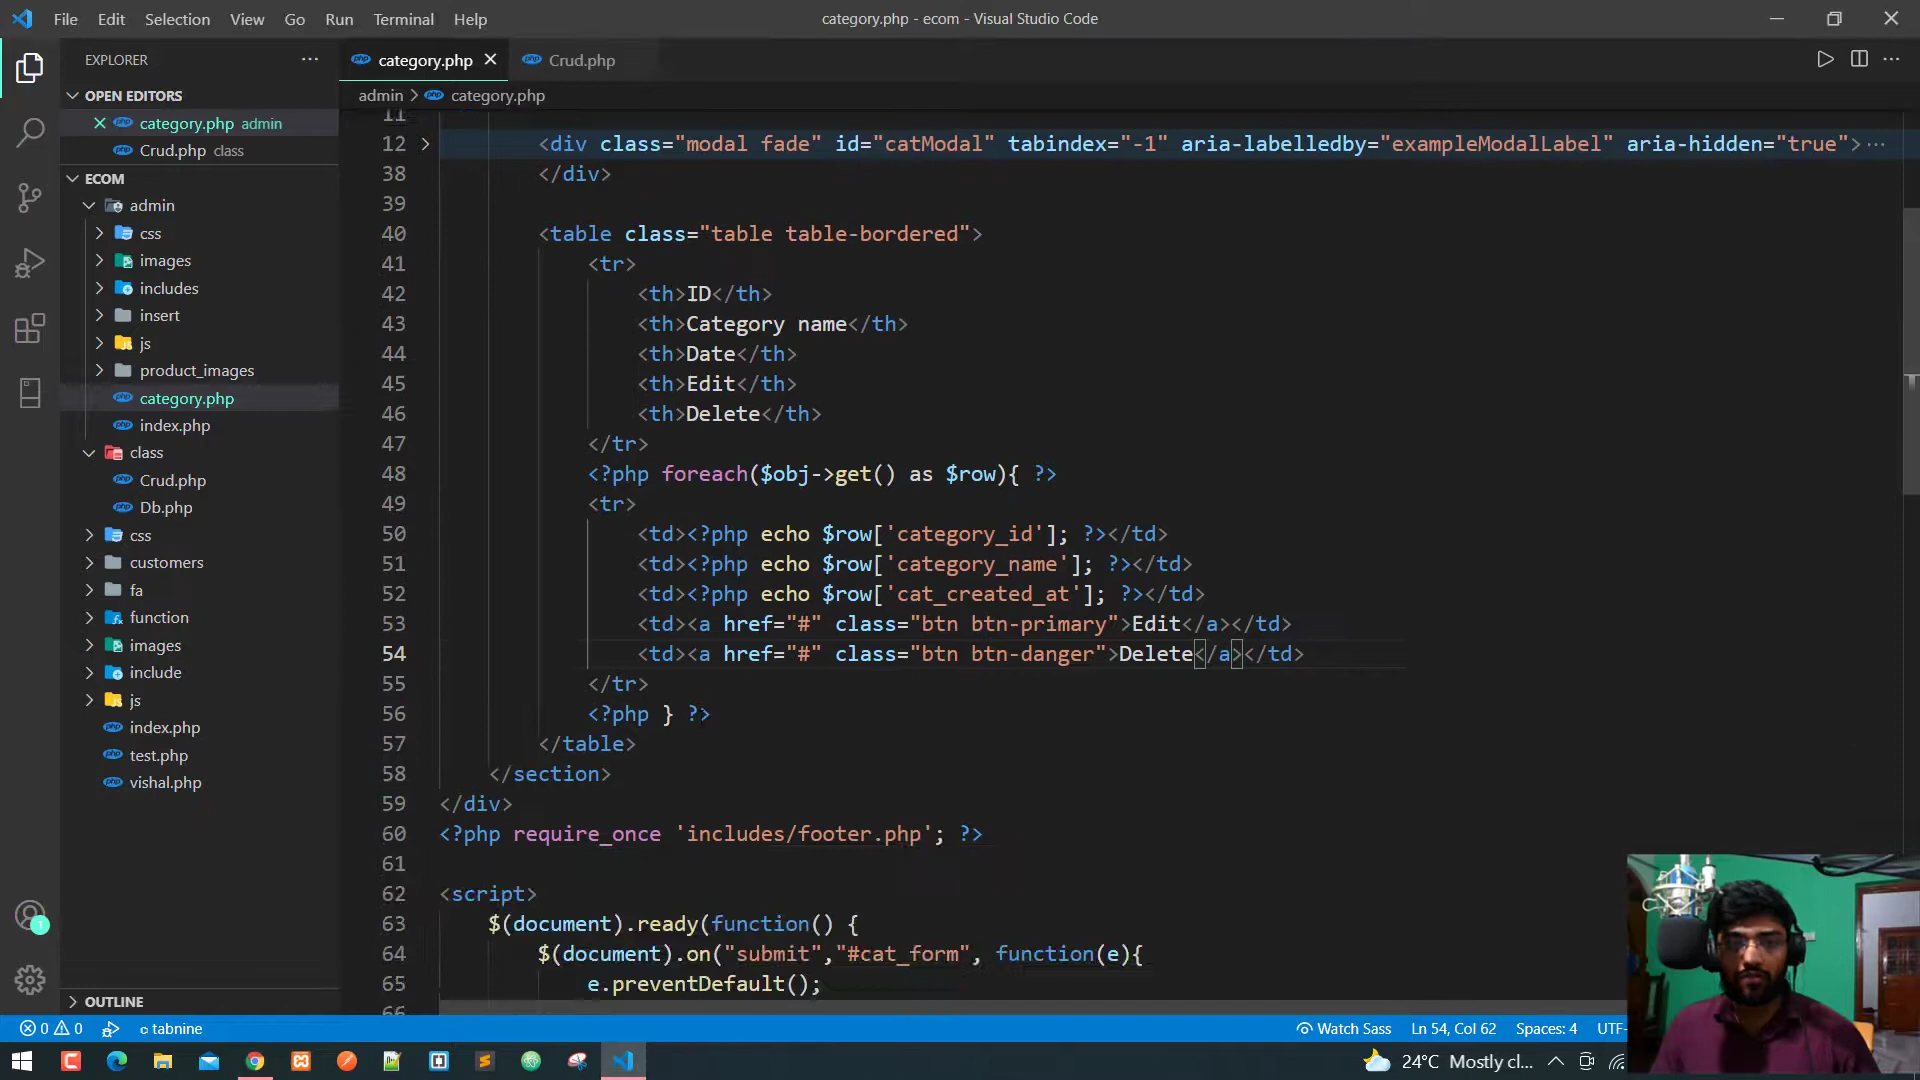 File Edit Selection View Go Run Terminal Help
category.php - ecom - Visual Studio Code
EXPLORER
OPEN EDITORS
category.php admin
Crud.php class
ECOM
admin
css
images
includes
insert
js
product_images
category.php
index.php
class
Crud.php
Db.php
css
customers
fa
function
images
include
js
index.php
test.php
vishal.php
OUTLINE
category.php
Crud.php
admin > category.php
11
12 <div class="modal fade" id="catModal" tabindex="-1" aria-labelledby="exampleModalLabel" aria-hidden="true">…
38 </div>
39
40 <table class="table table-bordered">
41 <tr>
42 <th>ID</th>
43 <th>Category name</th>
44 <th>Date</th>
45 <th>Edit</th>
46 <th>Delete</th>
47 </tr>
48 <?php foreach($obj->get() as $row){ ?>
49 <tr>
50 <td><?php echo $row['category_id']; ?></td>
51 <td><?php echo $row['category_name']; ?></td>
52 <td><?php echo $row['cat_created_at']; ?></td>
53 <td><a href="#" class="btn btn-primary">Edit</a></td>
54 <td><a href="#" class="btn btn-danger">Delete</a></td>
55 </tr>
56 <?php } ?>
57 </table>
58 </section>
59 </div>
60 <?php require_once 'includes/footer.php'; ?>
61
62 <script>
63 $(document).ready(function() {
64 $(document).on("submit","#cat_form", function(e){
65 e.preventDefault();
1
0 0 tabnine
Watch Sass Ln 54, Col 62 Spaces: 4 UTF-
24°C Mostly cl...